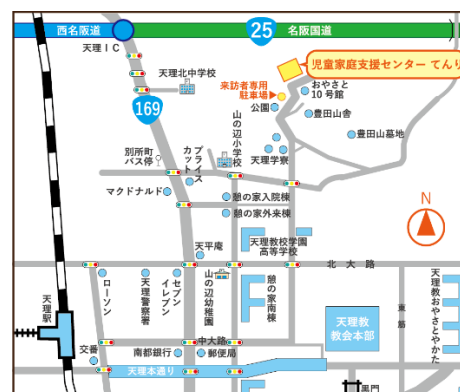 西名阪道
25
名阪国道
天理IC
児童家庭支援センター てんり
天理北中学校
来訪者専用
駐車場
おやさと
10号館
公園
豊田山舎
169
豊田山墓地
別所町
バス停
プライス
カット
山の辺小学校
天理学寮
マクドナルド
憩の家入院棟
憩の家外来棟
N
天理教校学園
高等学校
天平庵
北大路
ローソン
天理警察署
セブン
イレブン
山の辺幼稚園
憩の家南棟
天理教
教会本部
東筋
天理教おやさとやかた
天理駅
交番
南都銀行
中大路
郵便局
天理本通り
黒門